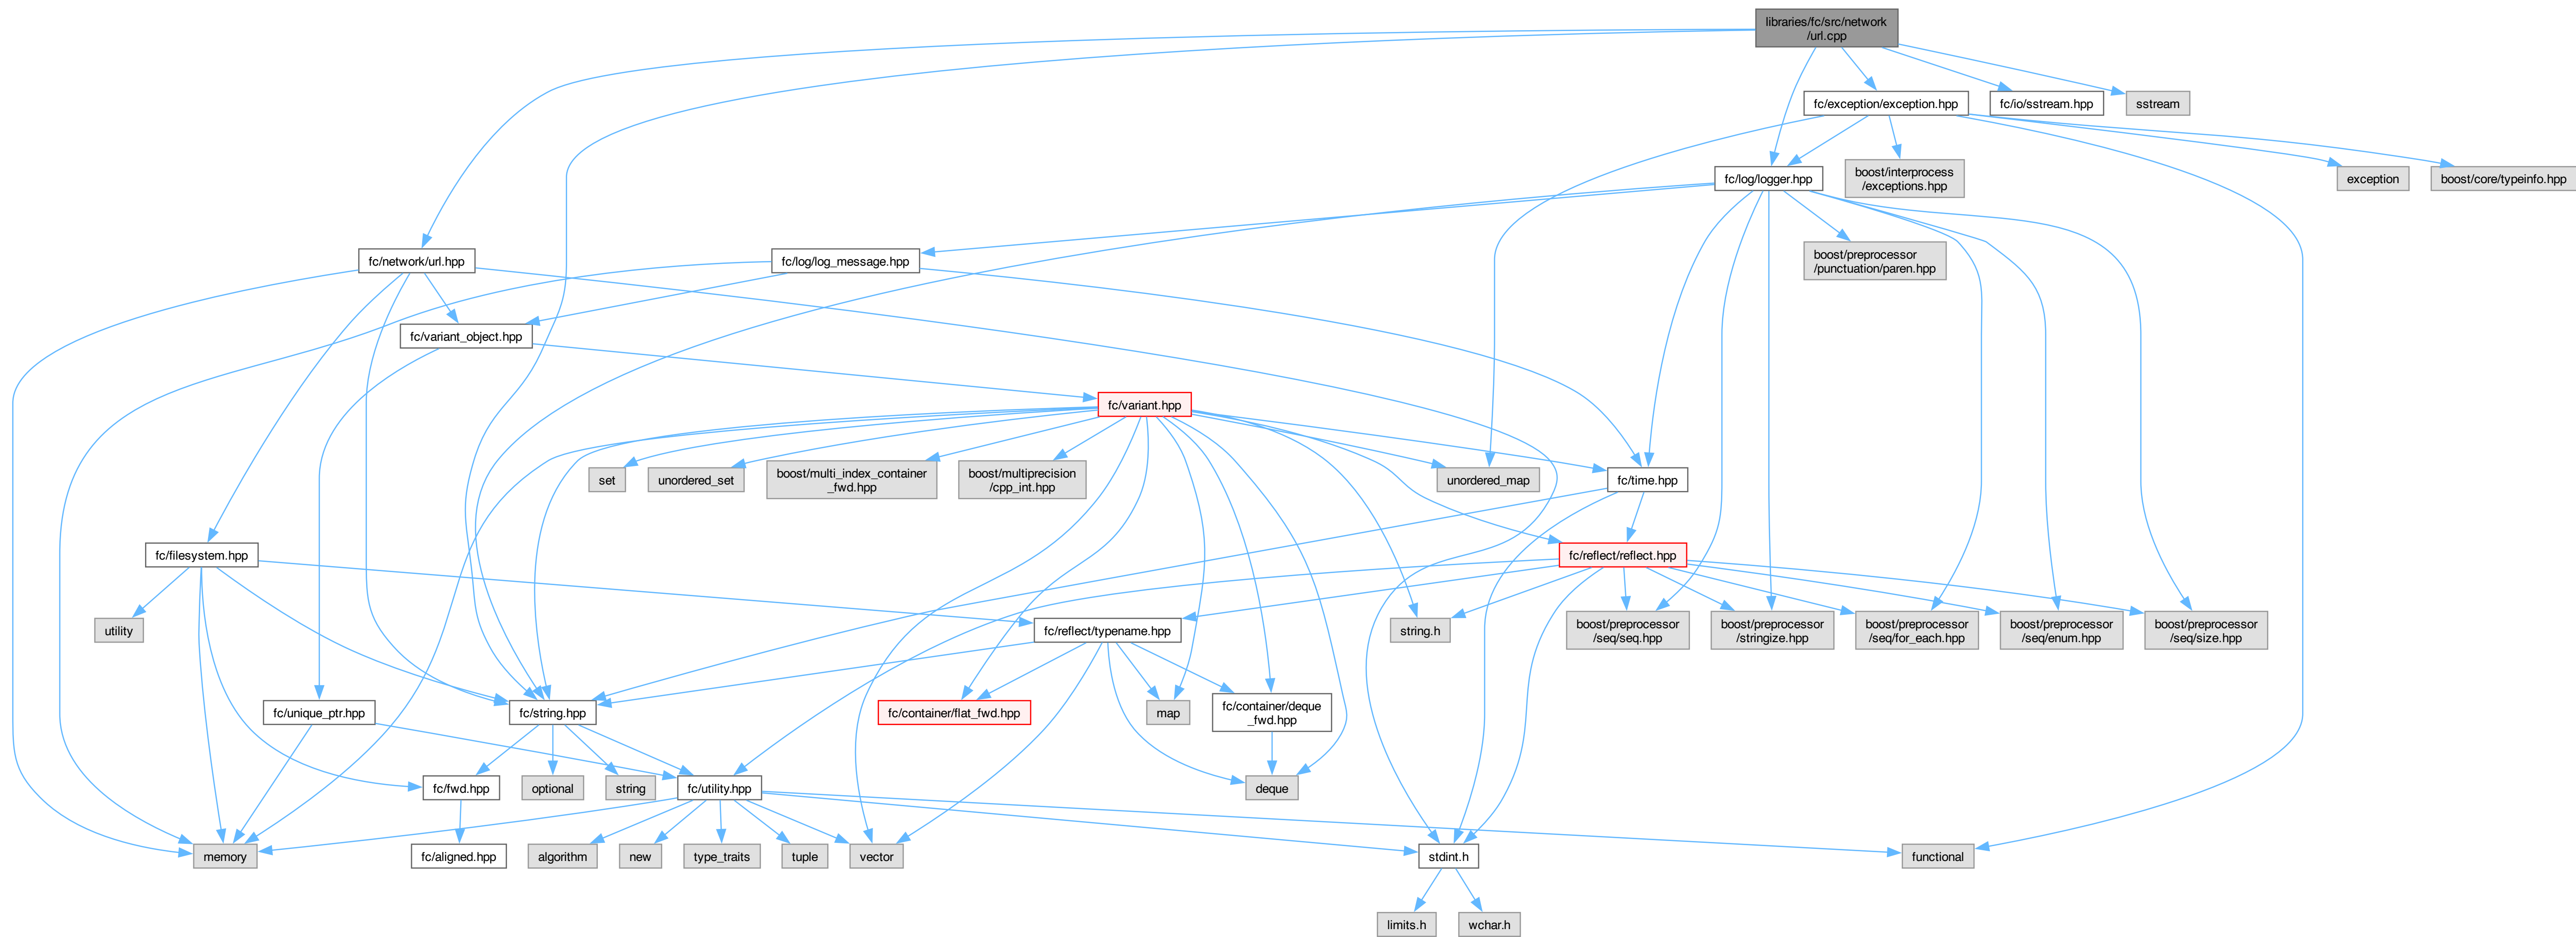 libraries/fc/src/network
/url.cpp
fc/exception/exception.hpp
fc/io/sstream.hpp
sstream
fc/log/logger.hpp
boost/interprocess
/exceptions.hpp
exception
boost/core/typeinfo.hpp
fc/network/url.hpp
fc/log/log_message.hpp
boost/preprocessor
/punctuation/paren.hpp
fc/variant_object.hpp
fc/variant.hpp
set
unordered_set
boost/multi_index_container
_fwd.hpp
boost/multiprecision
/cpp_int.hpp
unordered_map
fc/time.hpp
fc/filesystem.hpp
fc/reflect/reflect.hpp
utility
fc/reflect/typename.hpp
string.h
boost/preprocessor
/seq/seq.hpp
boost/preprocessor
/stringize.hpp
boost/preprocessor
/seq/for_each.hpp
boost/preprocessor
/seq/enum.hpp
boost/preprocessor
/seq/size.hpp
fc/unique_ptr.hpp
fc/string.hpp
fc/container/flat_fwd.hpp
map
fc/container/deque
_fwd.hpp
fc/fwd.hpp
optional
string
fc/utility.hpp
deque
memory
fc/aligned.hpp
algorithm
new
type_traits
tuple
vector
stdint.h
functional
limits.h
wchar.h